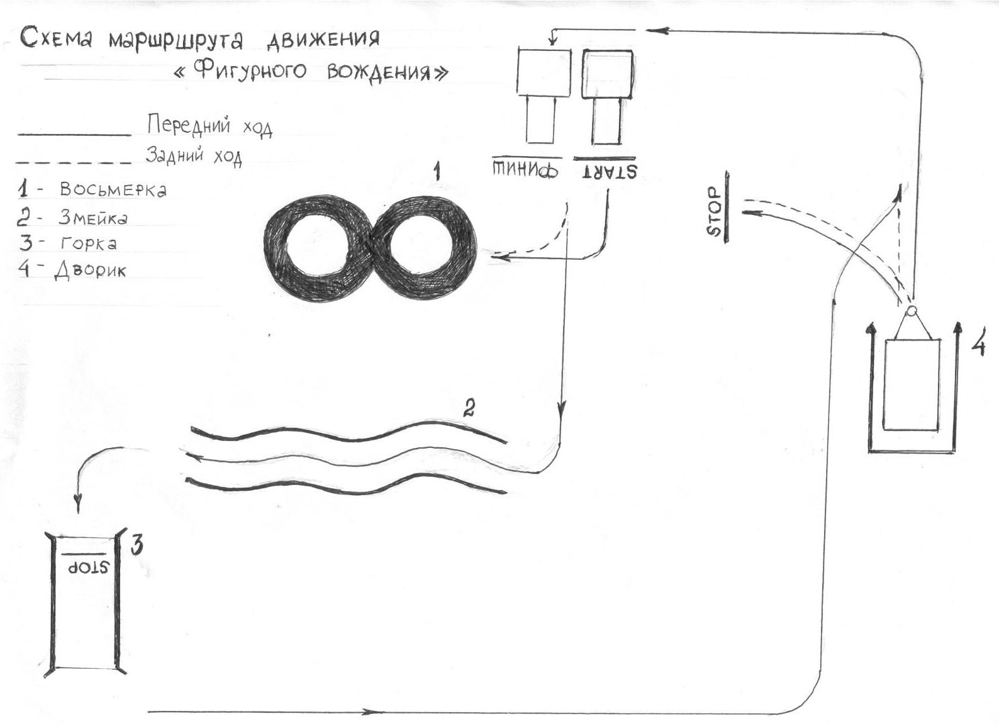 Схема маршршрута движения
« Фигурного вождения»
Передний ход
Задний ход
1 - Восьмерка
2 - Змейка
3 - Горка
4 - Дворик
ФИНИШ
START
1
STOP
4
2
3
STOP